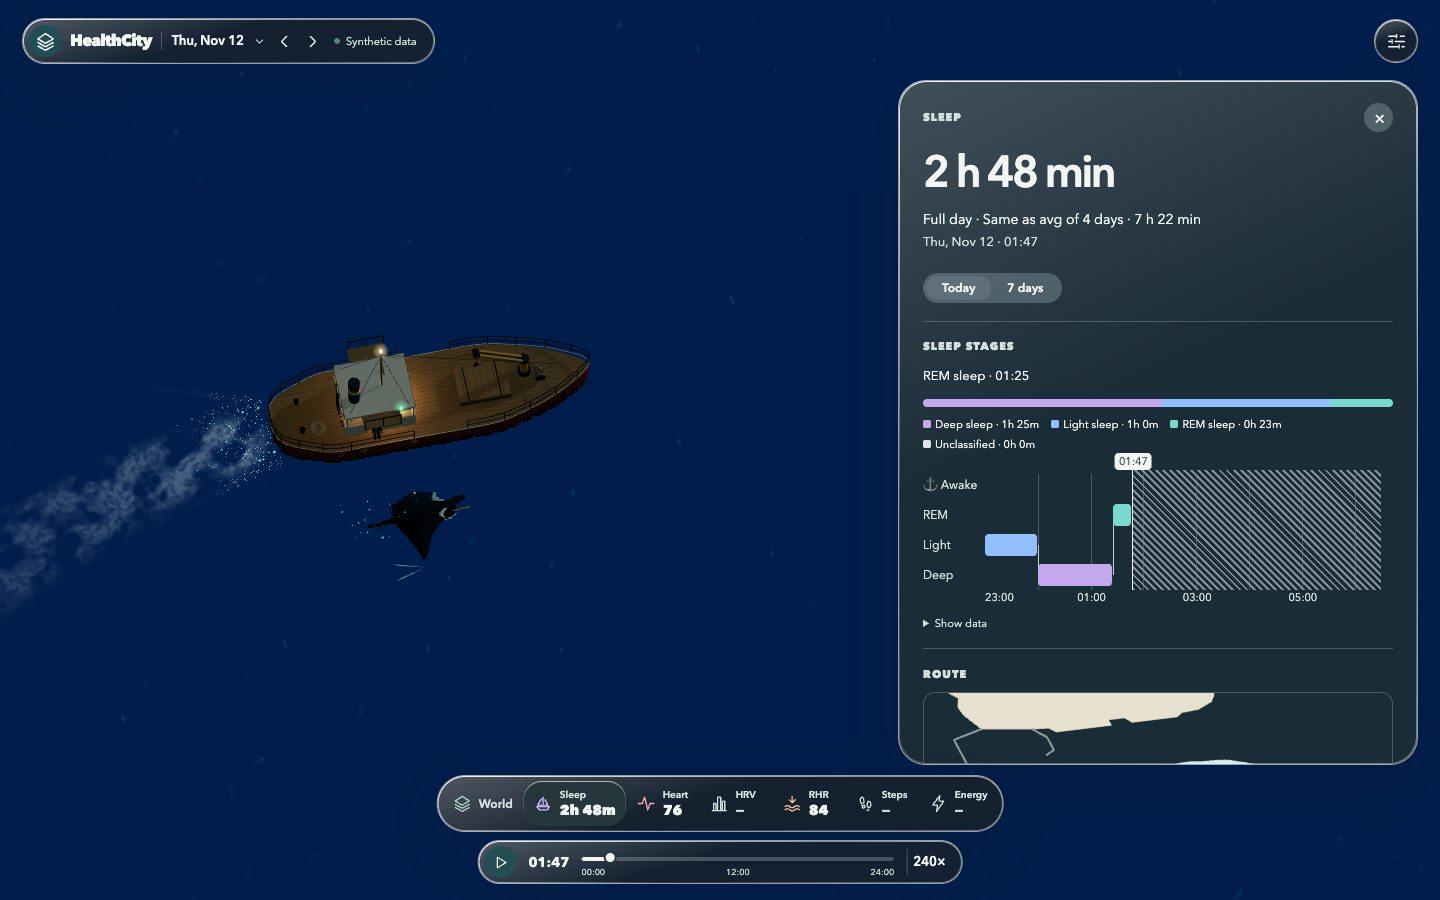 HealthCity
Thu, Nov 12
Synthetic data
SLEEP
2 h 48 min
Full day · Same as avg of 4 days · 7 h 22 min
Thu, Nov 12 · 01:47
Today
7 days
SLEEP STAGES
REM sleep · 01:25
Deep sleep · 1h 25m
Light sleep · 1h 0m
REM sleep · 0h 23m
Unclassified · 0h 0m
01:47
Awake
REM
Light
Deep
23:00
01:00
03:00
05:00
Show data
ROUTE
World
Sleep
2h 48m
Heart
76
HRV
–
RHR
84
Steps
–
Energy
–
01:47
00:00
12:00
24:00
240×